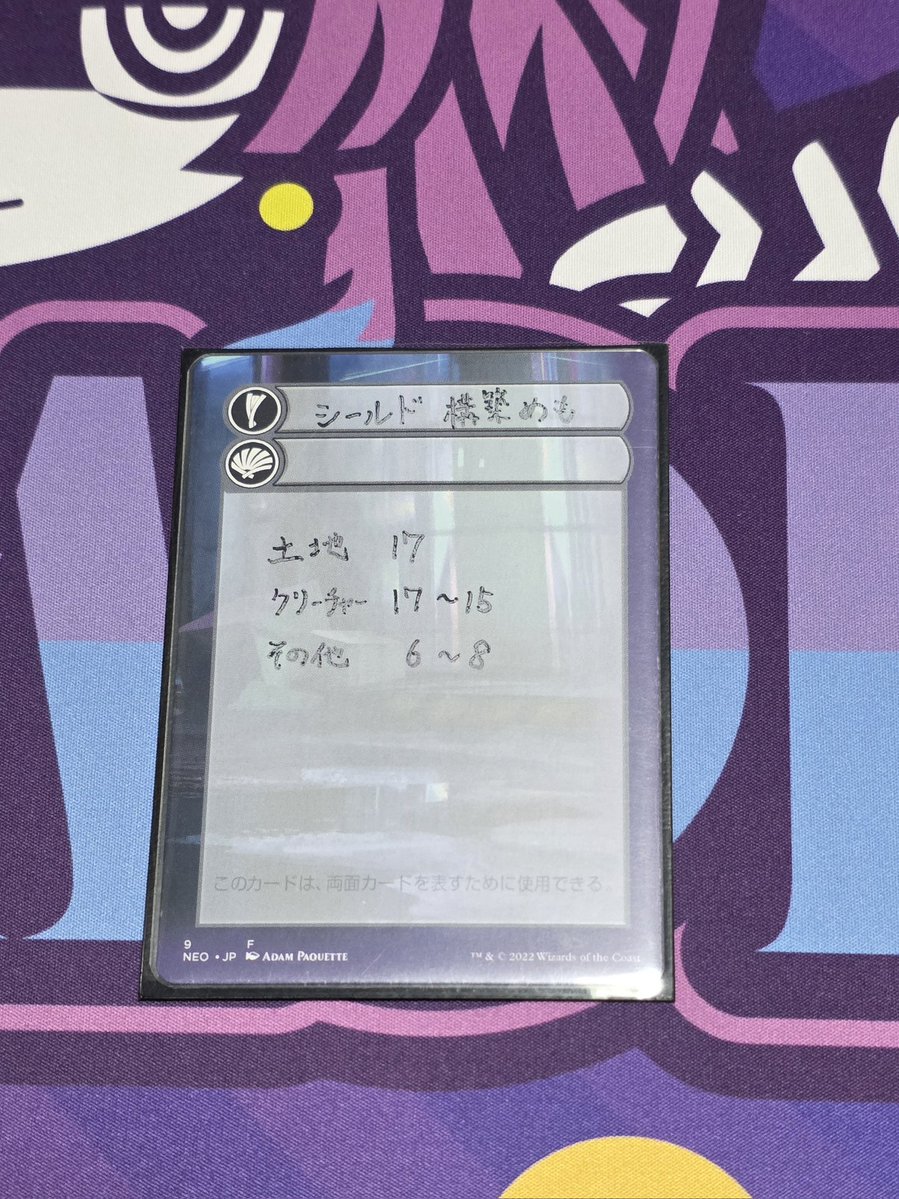 シールド 構築めも
土地 17
クリーチャー 17~15
その他 6~8
このカードは、両面カードを表すために使用できる
9 F
NEO • JP ADAM PAQUETTE
™ & © 2022 Wizards of the Coast